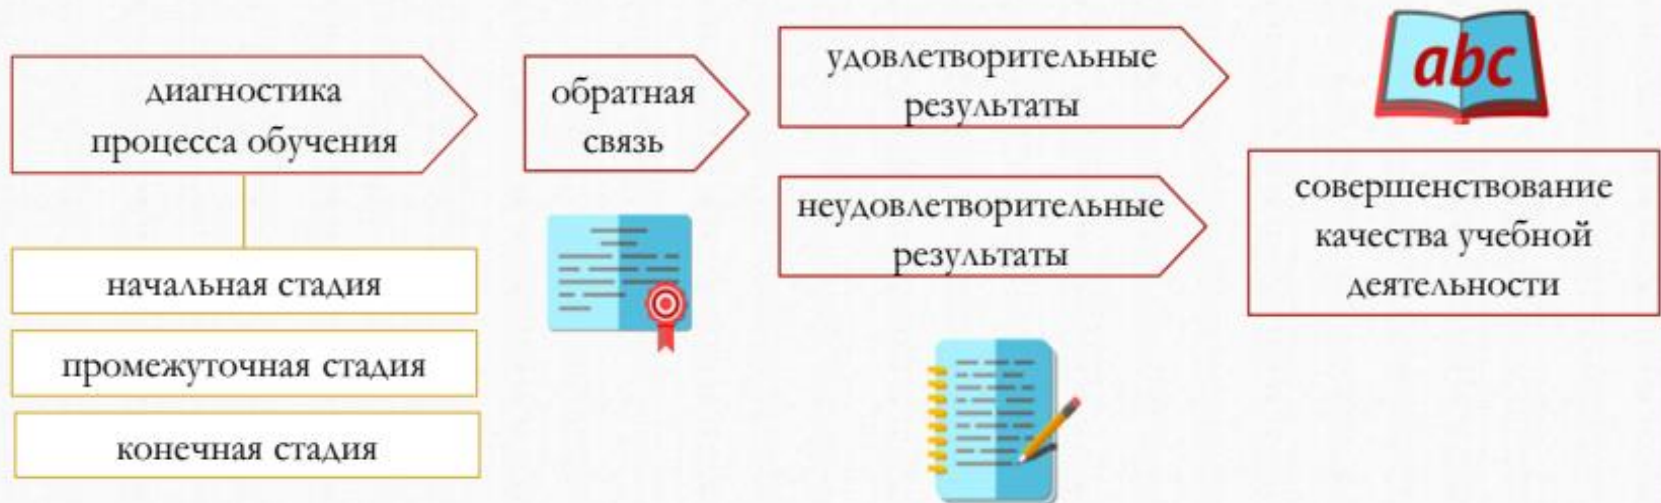 диагностика
процесса обучения
начальная стадия
промежуточная стадия
конечная стадия
обратная
связь
удовлетворительные
результаты
неудовлетворительные
результаты
abc
совершенствование
качества учебной
деятельности